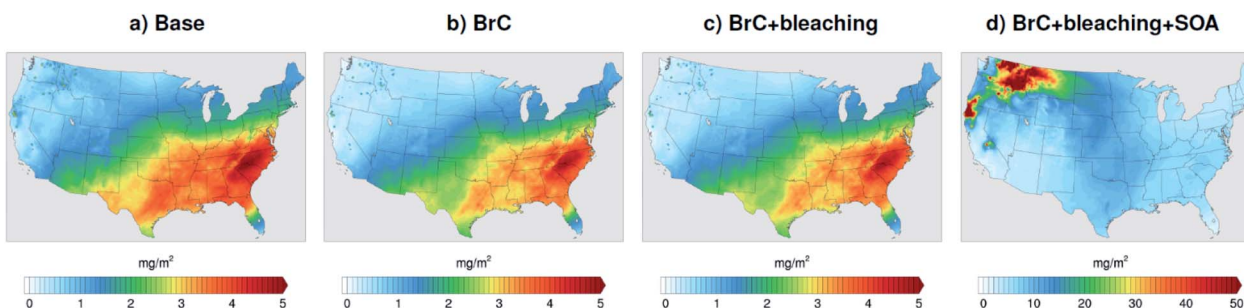 a) Base
b) BrC
c) BrC+bleaching
d) BrC+bleaching+SOA
mg/m²
mg/m²
mg/m²
mg/m²
0 1 2 3 4 5
0 1 2 3 4 5
0 1 2 3 4 5
0 10 20 30 40 50